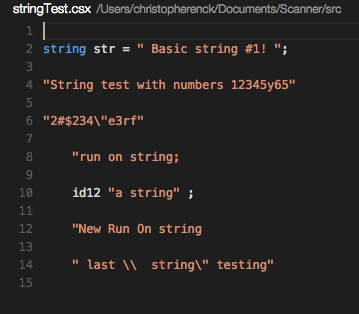 stringTest.csx /Users/christopherenck/Documents/Scanner/src
1
2 string str = " Basic string #1! ";
3
4 "String test with numbers 12345y65"
5
6 "2#$234\"e3rf"
7
8 "run on string;
9
10 id12 "a string" ;
11
12 "New Run On string
13
14 " last \\  string\" testing"
15